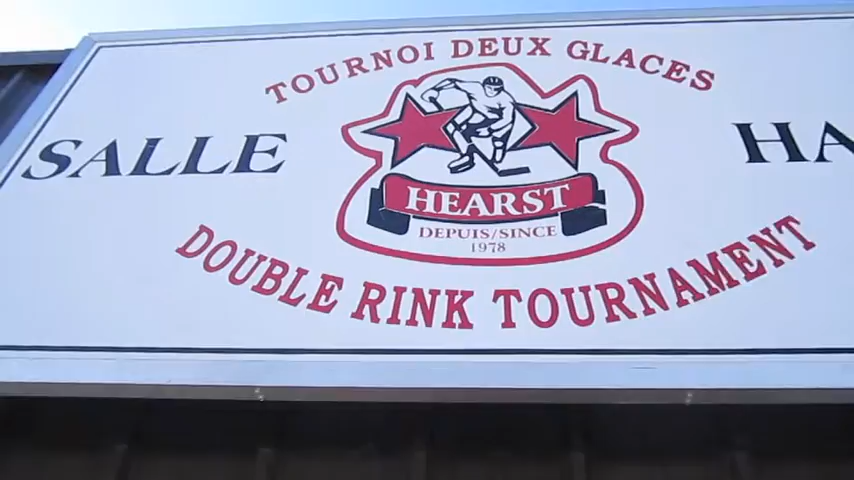 TOURNOI DEUX GLACES
SALLE
HEARST
DEPUIS/SINCE
1978
DOUBLE RINK TOURNAMENT